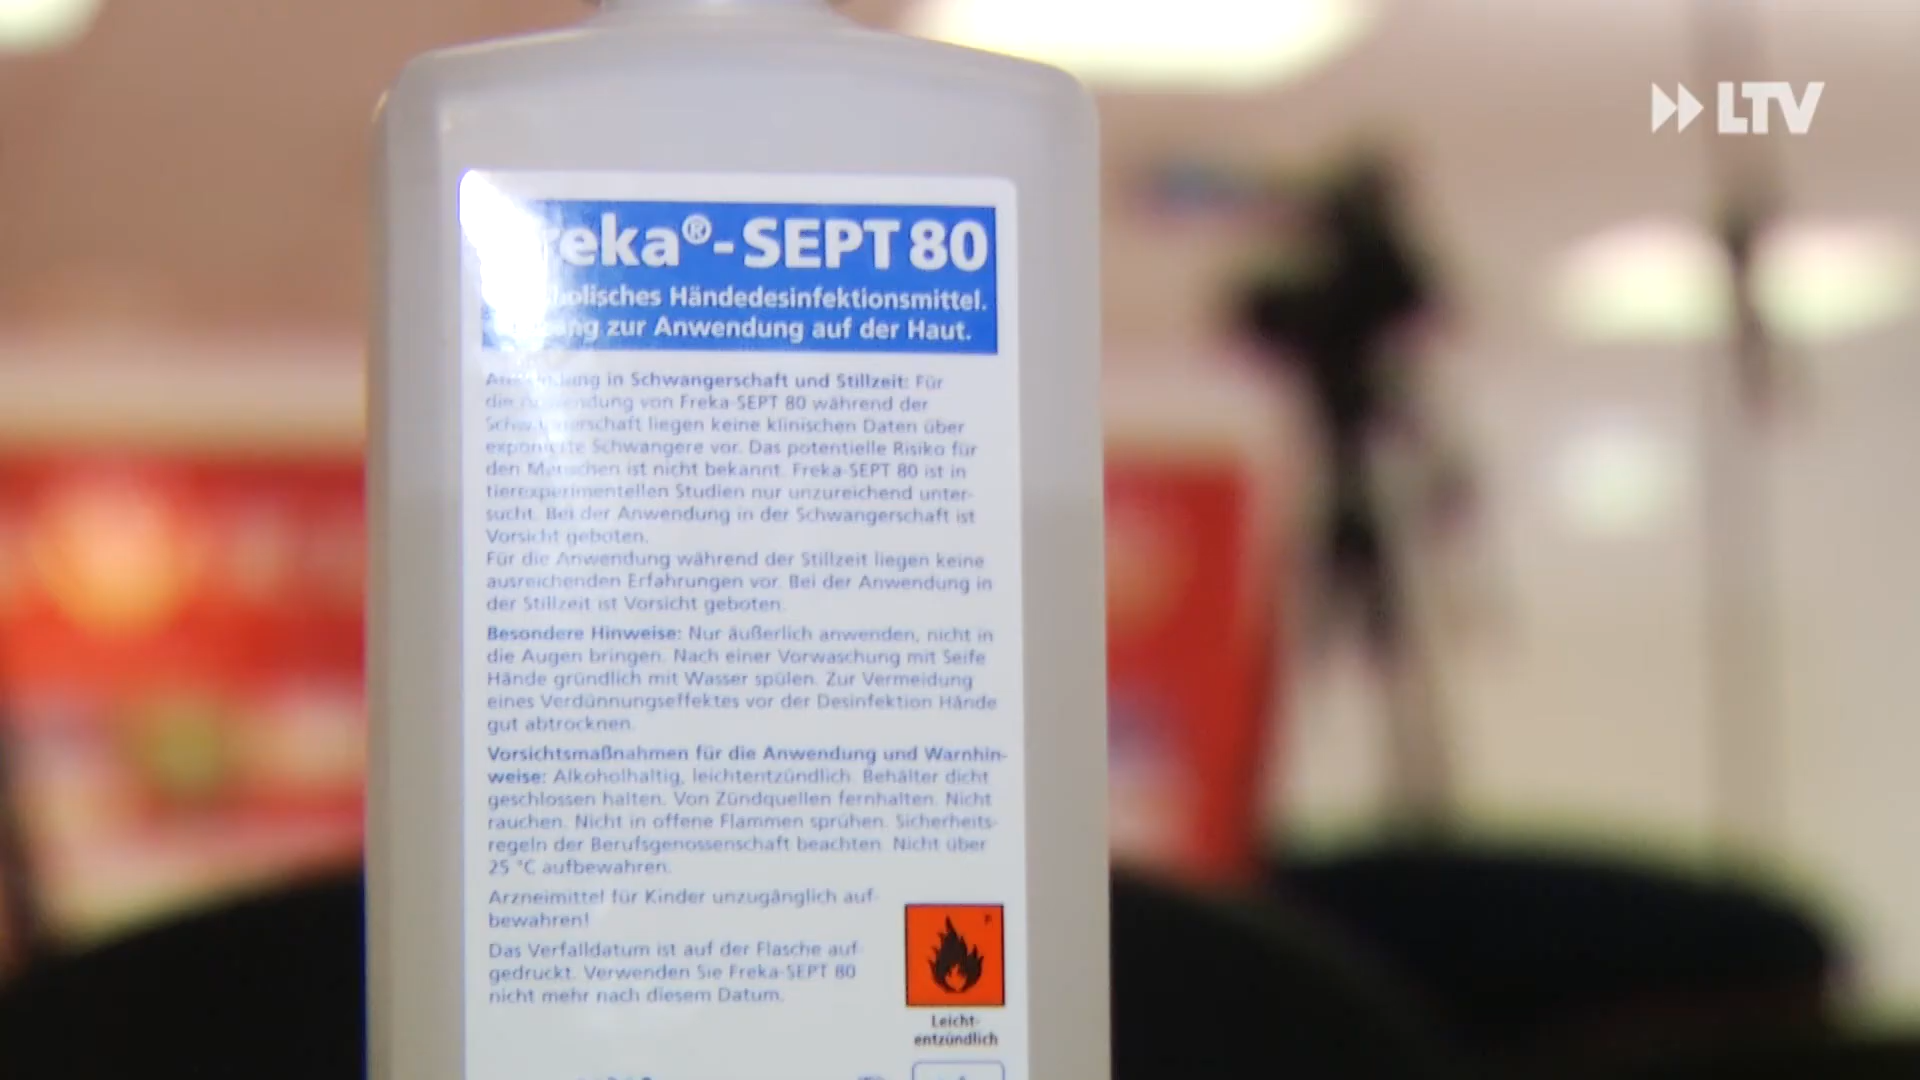 LTV
Freka®-SEPT 80
Alkoholisches Händedesinfektionsmittel.
zur Anwendung auf der Haut.
Anwendung in Schwangerschaft und Stillzeit: Für
die Anwendung von Freka-SEPT 80 während der
Schwangerschaft liegen keine klinischen Daten über
exponierte Schwangere vor. Das potentielle Risiko für
den Menschen ist nicht bekannt. Freka-SEPT 80 ist in
tierexperimentellen Studien nur unzureichend unter-
sucht. Bei der Anwendung in der Schwangerschaft ist
Vorsicht geboten.
Für die Anwendung während der Stillzeit liegen keine
ausreichenden Erfahrungen vor. Bei der Anwendung in
der Stillzeit ist Vorsicht geboten.
Besondere Hinweise: Nur äußerlich anwenden, nicht in
die Augen bringen. Nach einer Vorwaschung mit Seife
Hände gründlich mit Wasser spülen. Zur Vermeidung
eines Verdünnungseffektes vor der Desinfektion Hände
gut abtrocknen.
Vorsichtsmaßnahmen für die Anwendung und Warnhin-
weise: Alkoholhaltig, leichtentzündlich. Behälter dicht
geschlossen halten. Von Zündquellen fernhalten. Nicht
rauchen. Nicht in offene Flammen sprühen. Sicherheits-
regeln der Berufsgenossenschaft beachten. Nicht über
25 °C aufbewahren.
Arzneimittel für Kinder unzugänglich auf-
bewahren!
Das Verfalldatum ist auf der Flasche auf-
gedruckt. Verwenden Sie Freka-SEPT 80
nicht mehr nach diesem Datum.
F
Leicht-
entzündlich